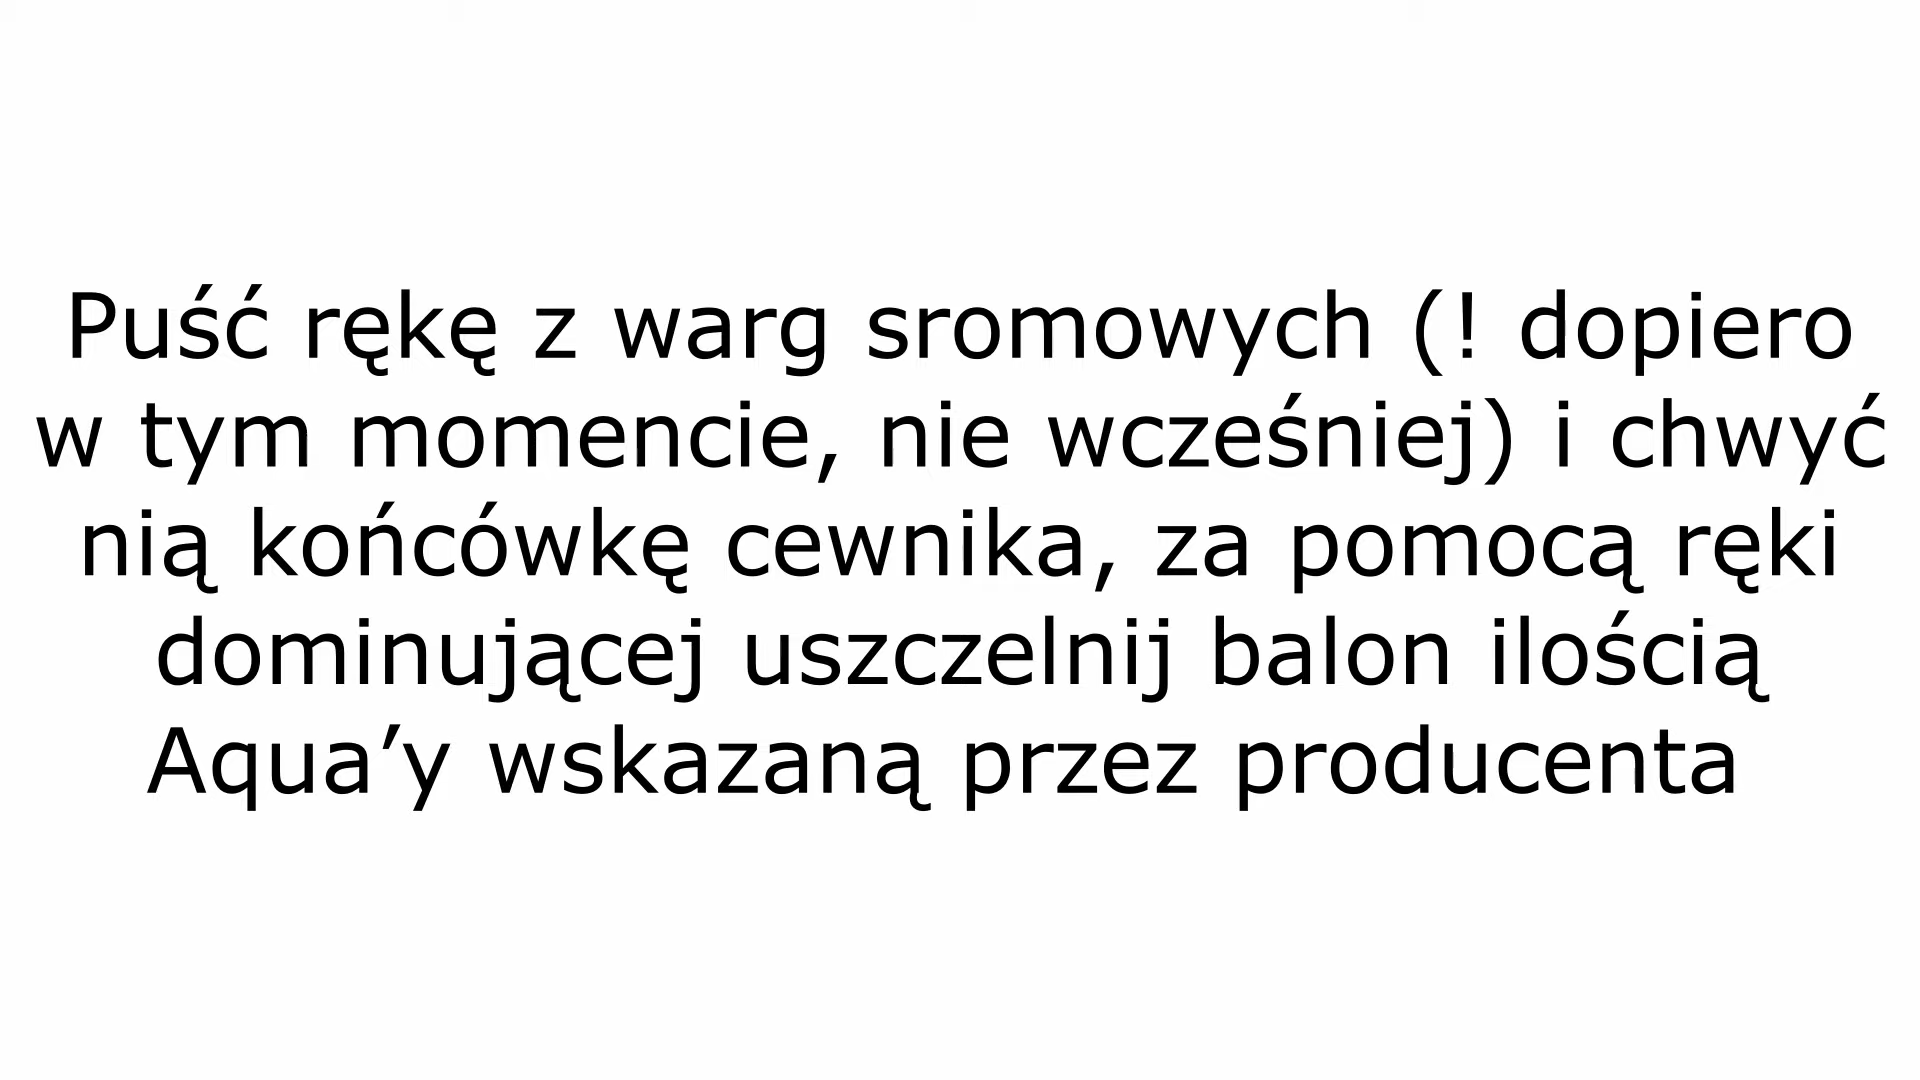 Puść rękę z warg sromowych (! dopiero
w tym momencie, nie wcześniej) i chwyć
nią końcówkę cewnika, za pomocą ręki
dominującej uszczelnij balon ilością
Aqua’y wskazaną przez producenta